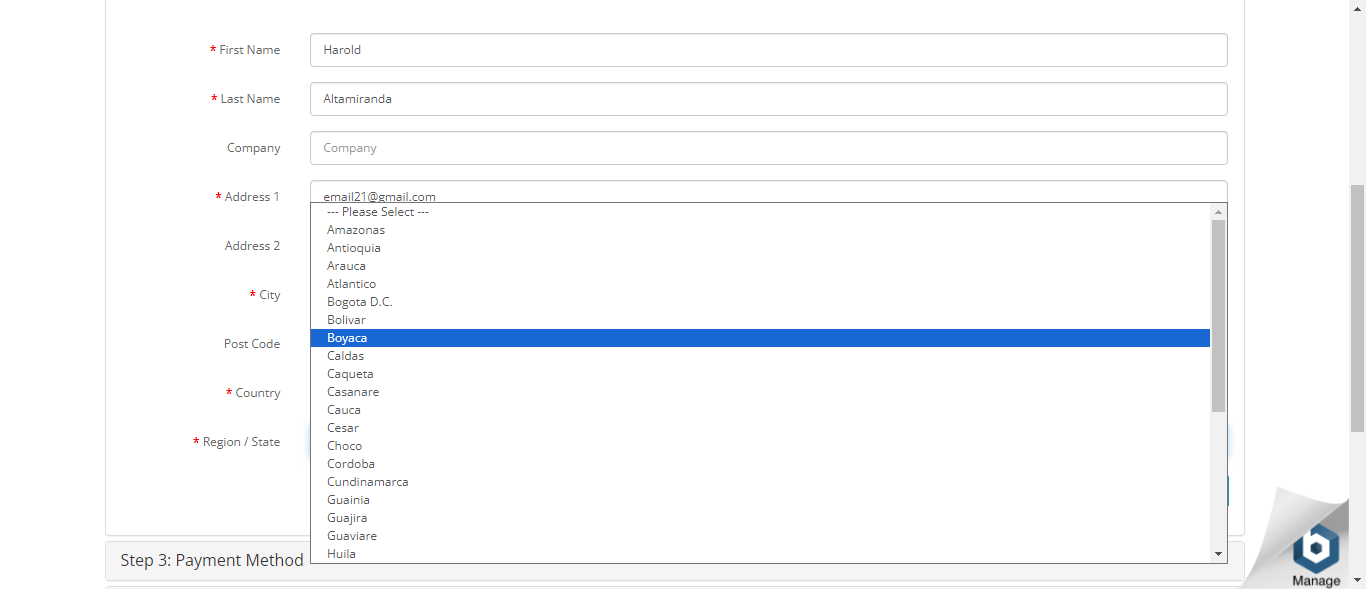 * First Name
Harold
* Last Name
Altamiranda
Company
Company
* Address 1
email21@gmail.com
Address 2
* City
Post Code
* Country
* Region / State
--- Please Select ---
Amazonas
Antioquia
Arauca
Atlantico
Bogota D.C.
Bolivar
Boyaca
Caldas
Caqueta
Casanare
Cauca
Cesar
Choco
Cordoba
Cundinamarca
Guainia
Guajira
Guaviare
Huila
Step 3: Payment Method
b
Manage